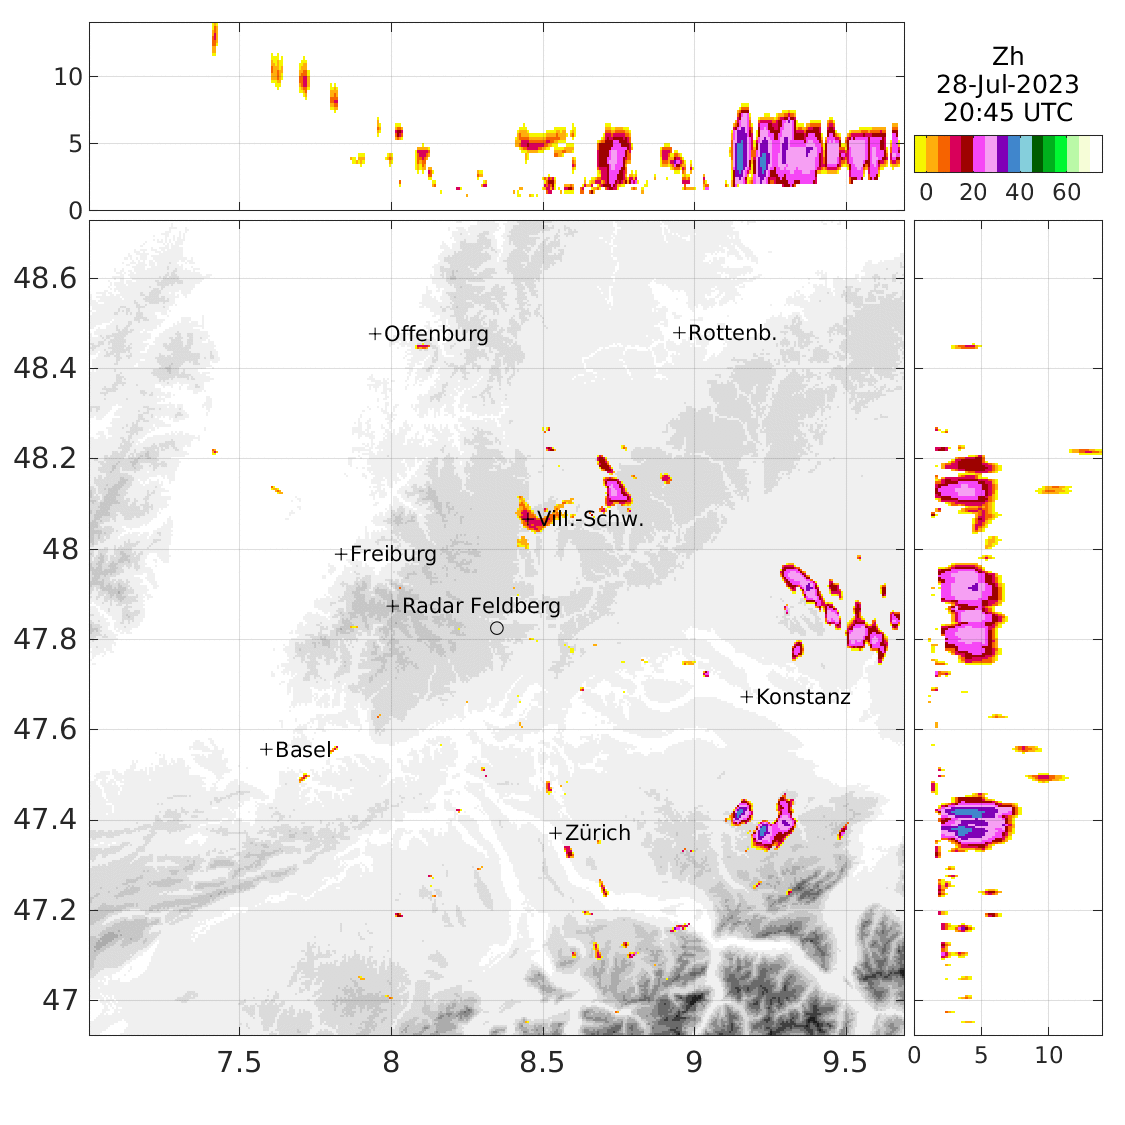 Zh
28-Jul-2023
20:45 UTC
0 20 40 60
10
5
0
48.6
48.4
48.2
48
47.8
47.6
47.4
47.2
47
+Offenburg
+Rottenb.
+Vill.-Schw.
+Freiburg
+Radar Feldberg
+Konstanz
+Basel
+Zürich
7.5 8 8.5 9 9.5
0 5 10